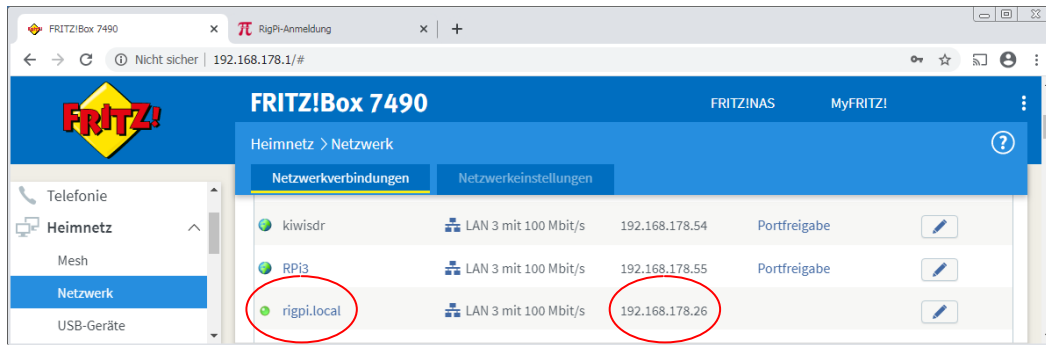 FRITZ!Box 7490
RigPi-Anmeldung
Nicht sicher | 192.168.178.1/#
FRITZ!
FRITZ!Box 7490
FRITZ!NAS
MyFRITZ!
Heimnetz > Netzwerk
Netzwerkverbindungen
Netzwerkeinstellungen
Telefonie
Heimnetz
Mesh
Netzwerk
USB-Geräte
kiwisdr LAN 3 mit 100 Mbit/s 192.168.178.54 Portfreigabe
RPi3 LAN 3 mit 100 Mbit/s 192.168.178.55 Portfreigabe
rigpi.local LAN 3 mit 100 Mbit/s 192.168.178.26